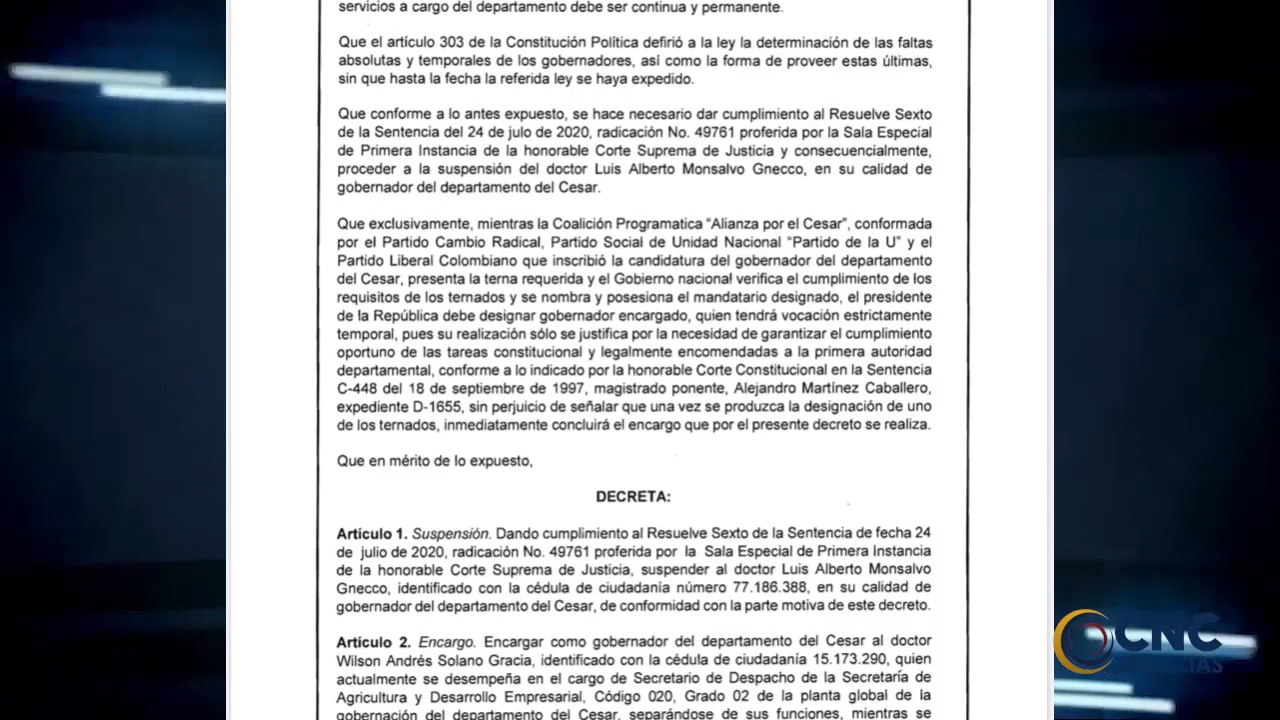 servicios a cargo del departamento debe ser continua y permanente.
Que el artículo 303 de la Constitución Política defirió a la ley la determinación de las faltas
absolutas y temporales de los gobernadores, así como la forma de proveer estas últimas,
sin que hasta la fecha la referida ley se haya expedido.
Que conforme a lo antes expuesto, se hace necesario dar cumplimiento al Resuelve Sexto
de la Sentencia del 24 de julo de 2020, radicación No. 49761 proferida por la Sala Especial
de Primera Instancia de la honorable Corte Suprema de Justicia y consecuencialmente,
proceder a la suspensión del doctor Luis Alberto Monsalvo Gnecco, en su calidad de
gobernador del departamento del Cesar.
Que exclusivamente, mientras la Coalición Programatica "Alianza por el Cesar", conformada
por el Partido Cambio Radical, Partido Social de Unidad Nacional "Partido de la U" y el
Partido Liberal Colombiano que inscribió la candidatura del gobernador del departamento
del Cesar, presenta la terna requerida y el Gobierno nacional verifica el cumplimiento de los
requisitos de los ternados y se nombra y posesiona el mandatario designado, el presidente
de la República debe designar gobernador encargado, quien tendrá vocación estrictamente
temporal, pues su realización sólo se justifica por la necesidad de garantizar el cumplimiento
oportuno de las tareas constitucional y legalmente encomendadas a la primera autoridad
departamental, conforme a lo indicado por la honorable Corte Constitucional en la Sentencia
C-448 del 18 de septiembre de 1997, magistrado ponente, Alejandro Martínez Caballero,
expediente D-1655, sin perjuicio de señalar que una vez se produzca la designación de uno
de los ternados, inmediatamente concluirá el encargo que por el presente decreto se realiza.
Que en mérito de lo expuesto,
DECRETA:
Artículo 1. Suspensión. Dando cumplimiento al Resuelve Sexto de la Sentencia de fecha 24
de julio de 2020, radicación No. 49761 proferida por la Sala Especial de Primera Instancia
de la honorable Corte Suprema de Justicia, suspender al doctor Luis Alberto Monsalvo
Gnecco, identificado con la cédula de ciudadanía número 77.186.388, en su calidad de
gobernador del departamento del Cesar, de conformidad con la parte motiva de este decreto.
Artículo 2. Encargo. Encargar como gobernador del departamento del Cesar al doctor
Wilson Andrés Solano Gracia, identificado con la cédula de ciudadanía 15.173.290, quien
actualmente se desempeña en el cargo de Secretario de Despacho de la Secretaría de
Agricultura y Desarrollo Empresarial, Código 020, Grado 02 de la planta global de la
gobernación del departamento del Cesar, separándose de sus funciones, mientras se
CNC